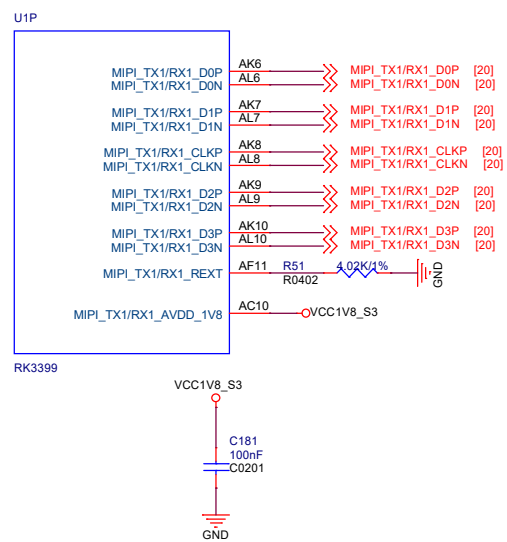 U1P
MIPI_TX1/RX1_D0P AK6 MIPI_TX1/RX1_D0P [20]
MIPI_TX1/RX1_D0N AL6 MIPI_TX1/RX1_D0N [20]
MIPI_TX1/RX1_D1P AK7 MIPI_TX1/RX1_D1P [20]
MIPI_TX1/RX1_D1N AL7 MIPI_TX1/RX1_D1N [20]
MIPI_TX1/RX1_CLKP AK8 MIPI_TX1/RX1_CLKP [20]
MIPI_TX1/RX1_CLKN AL8 MIPI_TX1/RX1_CLKN [20]
MIPI_TX1/RX1_D2P AK9 MIPI_TX1/RX1_D2P [20]
MIPI_TX1/RX1_D2N AL9 MIPI_TX1/RX1_D2N [20]
MIPI_TX1/RX1_D3P AK10 MIPI_TX1/RX1_D3P [20]
MIPI_TX1/RX1_D3N AL10 MIPI_TX1/RX1_D3N [20]
MIPI_TX1/RX1_REXT AF11 R51 4.02K/1% GND
R0402
MIPI_TX1/RX1_AVDD_1V8 AC10 VCC1V8_S3
RK3399
VCC1V8_S3
C181
100nF
C0201
GND